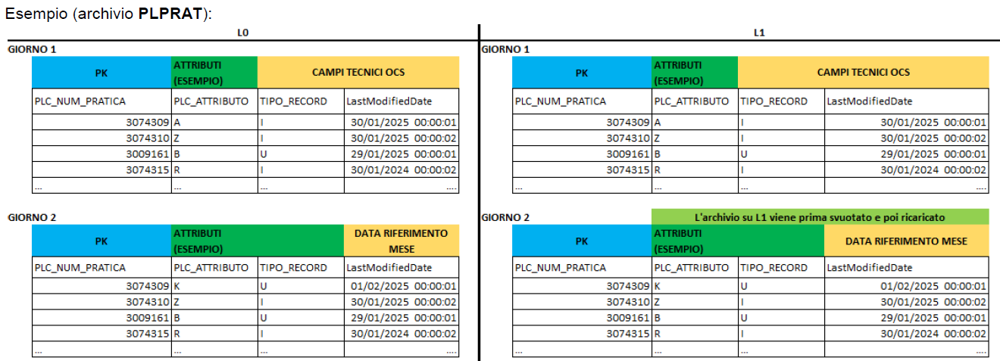 Esempio (archivio PLPRAT):
L0
GIORNO 1
PK ATTRIBUTI (ESEMPIO) CAMPI TECNICI OCS
PLC_NUM_PRATICA PLC_ATTRIBUTO TIPO_RECORD LastModifiedDate
3074309 A I 30/01/2025 00:00:01
3074310 Z I 30/01/2025 00:00:02
3009161 B U 29/01/2025 00:00:01
3074315 R I 30/01/2024 00:00:02
... ... ... ....
GIORNO 2
PK ATTRIBUTI (ESEMPIO) DATA RIFERIMENTO MESE
PLC_NUM_PRATICA PLC_ATTRIBUTO TIPO_RECORD LastModifiedDate
3074309 K U 01/02/2025 00:00:01
3074310 Z I 30/01/2025 00:00:02
3009161 B U 29/01/2025 00:00:01
3074315 R I 30/01/2024 00:00:02
... ... ... ....
L1
GIORNO 1
PK ATTRIBUTI (ESEMPIO) CAMPI TECNICI OCS
PLC_NUM_PRATICA PLC_ATTRIBUTO TIPO_RECORD LastModifiedDate
3074309 A I 30/01/2025 00:00:01
3074310 Z I 30/01/2025 00:00:02
3009161 B U 29/01/2025 00:00:01
3074315 R I 30/01/2024 00:00:02
... ... ... ....
GIORNO 2 L'archivio su L1 viene prima svuotato e poi ricaricato
PK ATTRIBUTI (ESEMPIO) DATA RIFERIMENTO MESE
PLC_NUM_PRATICA PLC_ATTRIBUTO TIPO_RECORD LastModifiedDate
3074309 K U 01/02/2025 00:00:01
3074310 Z I 30/01/2025 00:00:02
3009161 B U 29/01/2025 00:00:01
3074315 R I 30/01/2024 00:00:02
... ... ... ....